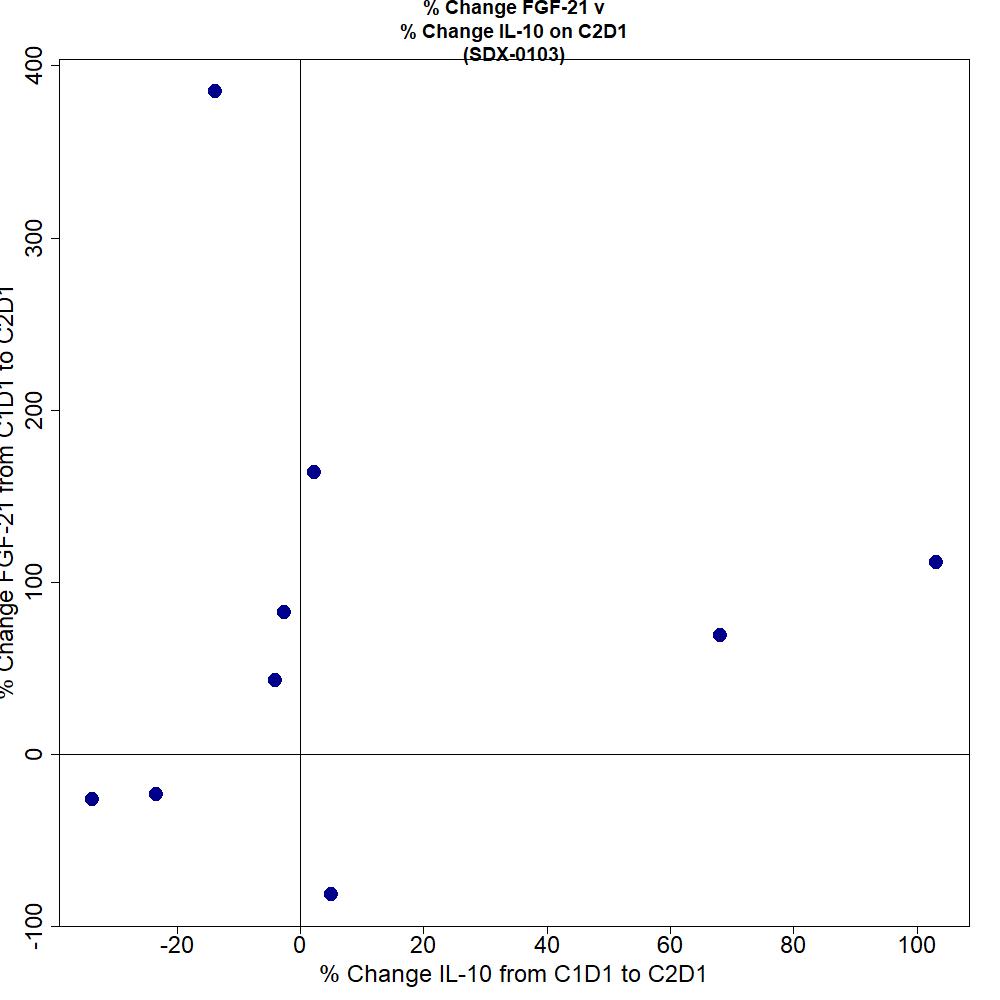 % Change FGF-21 v
% Change IL-10 on C2D1
(SDX-0103)
400
300
200
100
0
-100
% Change FGF-21 from C1D1 to C2D1
-20 0 20 40 60 80 100
% Change IL-10 from C1D1 to C2D1